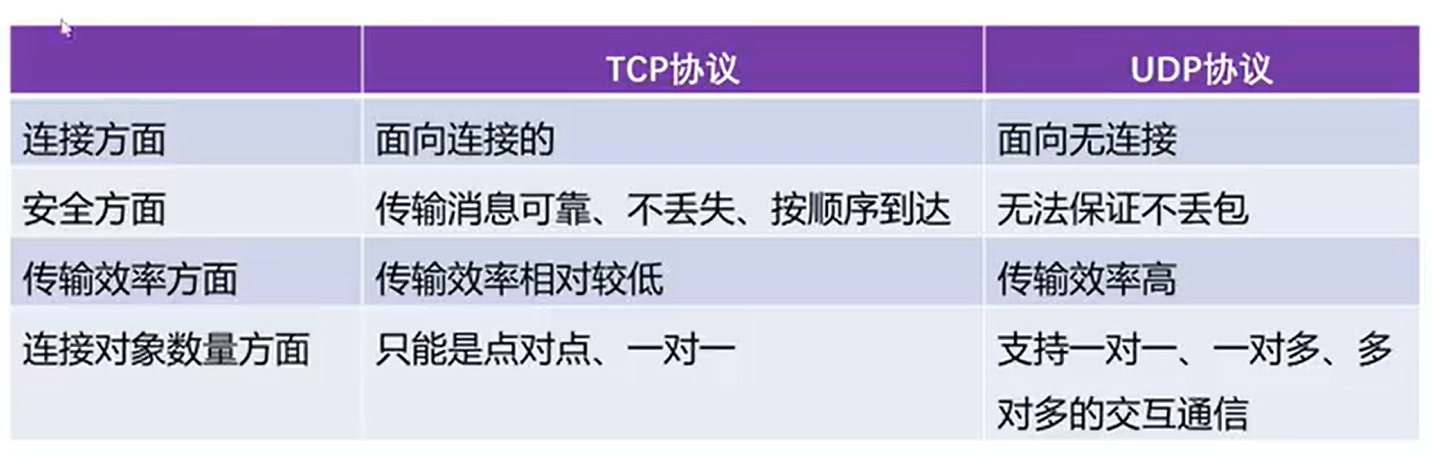 TCP协议 UDP协议
连接方面 面向连接的 面向无连接
安全方面 传输消息可靠、不丢失、按顺序到达 无法保证不丢包
传输效率方面 传输效率相对较低 传输效率高
连接对象数量方面 只能是点对点、一对一 支持一对一、一对多、多
对多的交互通信